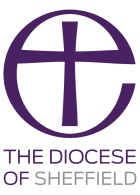 THE DIOCESE
OF SHEFFIELD